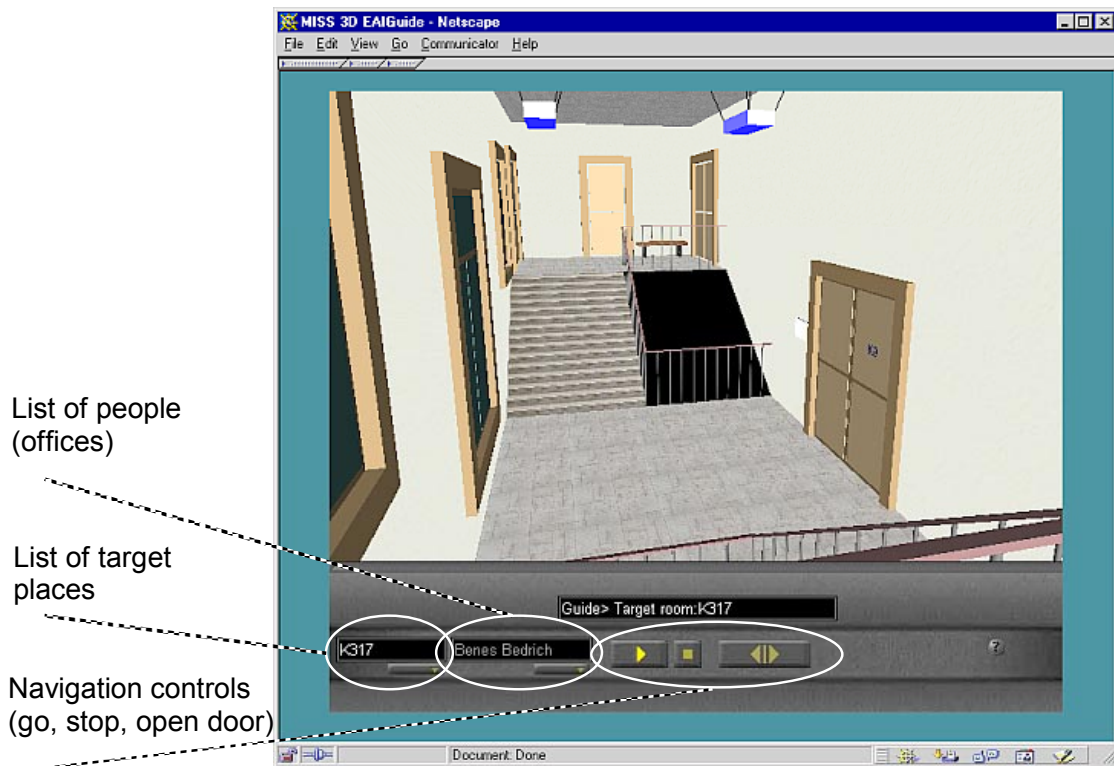 MISS 3D EAIGuide - Netscape
File Edit View Go Communicator Help
List of people
(offices)
List of target
places
Navigation controls
(go, stop, open door)
Guide> Target room:K317
K317
Benes Bedrich
?
Document: Done